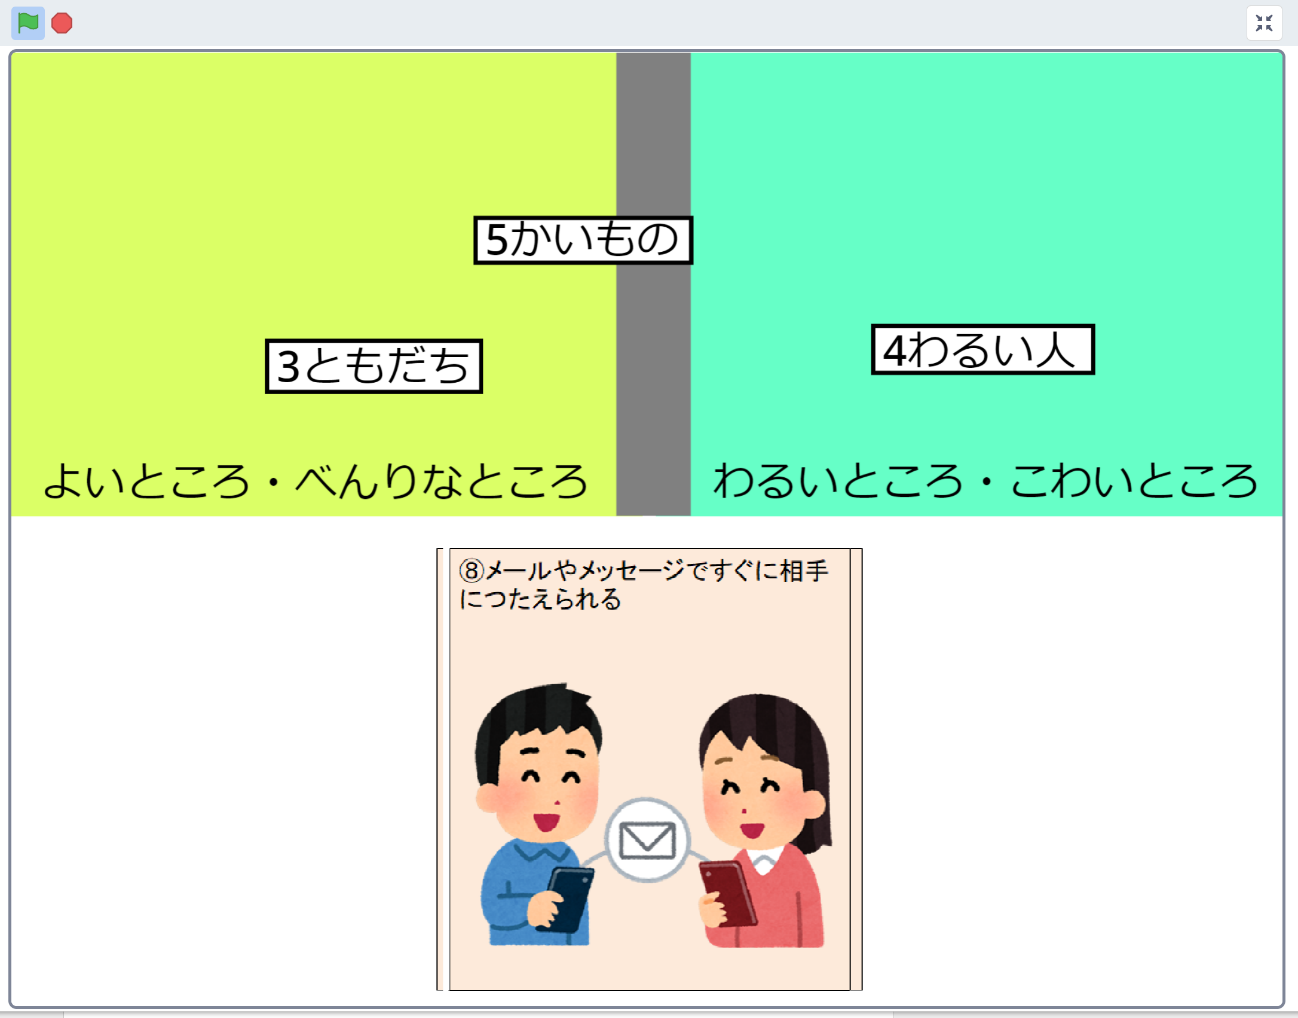 5かいもの
3ともだち
4わるい人
よいところ・べんりなところ
わるいところ・こわいところ
⑧メールやメッセージですぐに相手
につたえられる